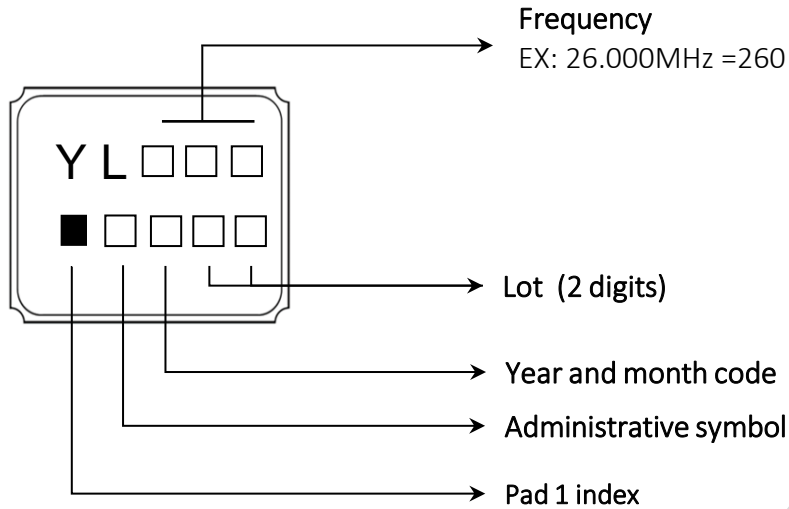 Frequency
EX: 26.000MHz =260
YL□□□
■□□□□
Lot (2 digits)
Year and month code
Administrative symbol
Pad 1 index